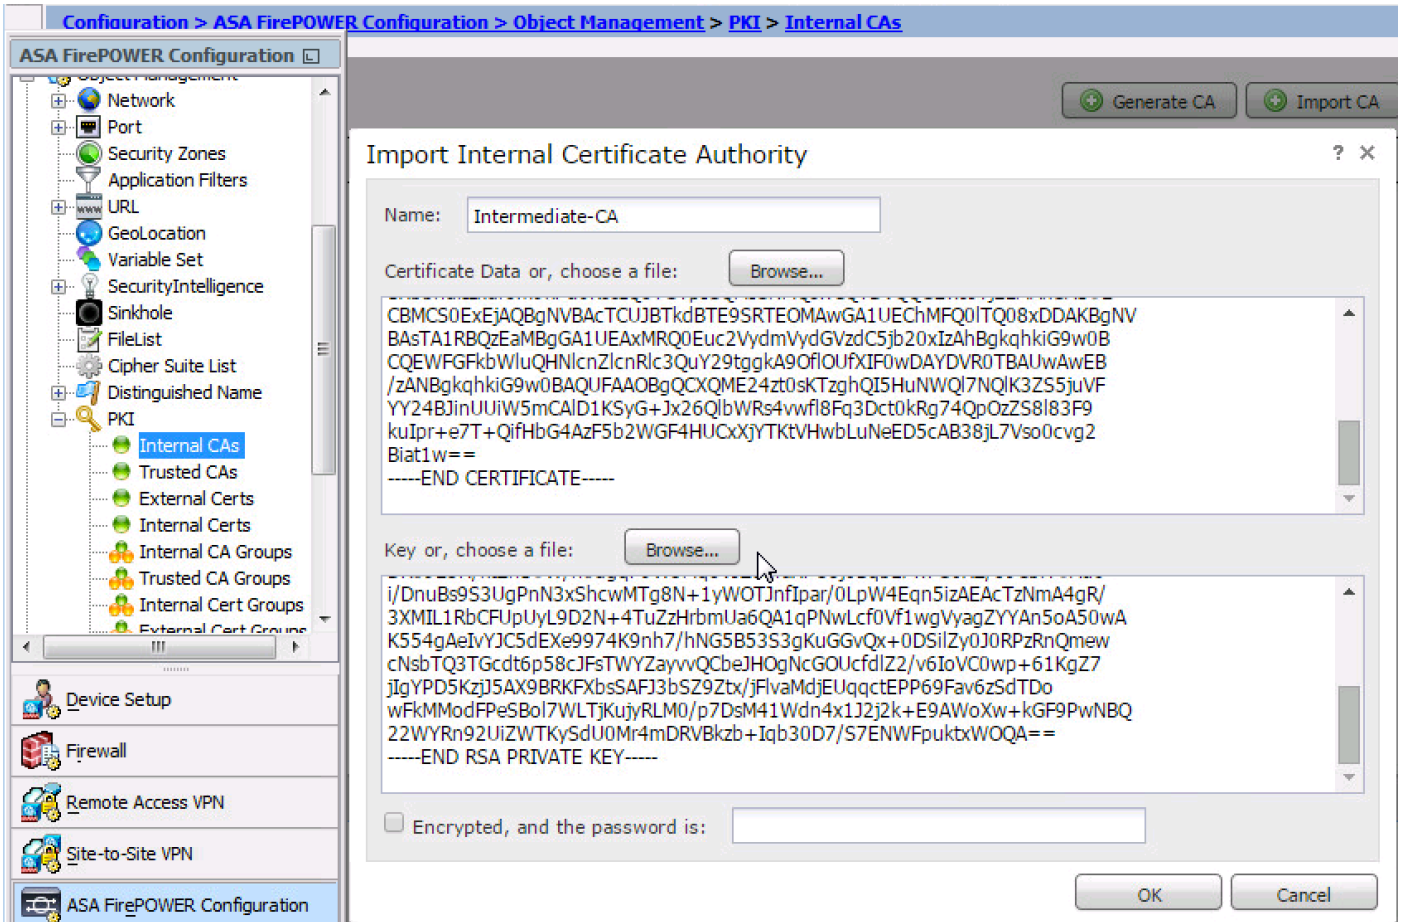 Configuration > ASA FirePOWER Configuration > Object Management > PKI > Internal CAs
ASA FirePOWER Configuration
Object Management
Network
Port
Security Zones
Application Filters
URL
www
GeoLocation
Variable Set
SecurityIntelligence
Sinkhole
FileList
Cipher Suite List
Distinguished Name
PKI
Internal CAs
Trusted CAs
External Certs
Internal Certs
Internal CA Groups
Trusted CA Groups
Internal Cert Groups
External Cert Groups
Device Setup
Firewall
Remote Access VPN
Site-to-Site VPN
ASA FirePOWER Configuration
Generate CA
Import CA
Import Internal Certificate Authority
? ×
Name: Intermediate-CA
Certificate Data or, choose a file: Browse...
CBMCS0ExEjAQBgNVBAcTCUJBTkdBTE9SRTEOMAwGA1UEChMFQ0lTQ08xDDAKBgNV
BAsTA1RBQzEaMBgGA1UEAxMRQ0Euc2VydmVydGVzdC5jb20xIzAhBgkqhkiG9w0B
CQEWFGFkbWluQHNlcnZlcnRlc3QuY29tggkA9OflOUfXIF0wDAYDVR0TBAUwAwEB
/zANBgkqhkiG9w0BAQUFAAOBgQCXQME24zt0sKTzghQI5HuNWQl7NQlK3ZS5juVF
YY24BJinUUiW5mCAlD1KSyG+Jx26QlbWRs4vwfl8Fq3Dct0kRg74QpOzZS8l83F9
kuIpr+e7T+QifHbG4AzF5b2WGF4HUCxXjYTKtVHwbLuNeED5cAB38jL7Vso0cvg2
Biat1w==
-----END CERTIFICATE-----
Key or, choose a file: Browse...
i/DnuBs9S3UgPnN3xShcwMTg8N+1yWOTJnfIpar/0LpW4Eqn5izAEAcTzNmA4gR/
3XMIL1RbCFUpUyL9D2N+4TuZzHrbmUa6QA1qPNwLcf0Vf1wgVyagZYYAn5oA50wA
K554gAeIvYJC5dEXe9974K9nh7/hNG5B53S3gKuGGvQx+0DSilZy0J0RPzRnQmew
cNsbTQ3TGcdt6p58cJFsTWYZayvvQCbeJHOgNcGOUcfdlZ2/v6IoVC0wp+61KgZ7
jIgYPD5KzjJ5AX9BRKFXbsSAFJ3bSZ9Ztx/jFlvaMdjEUqqctEPP69Fav6zSdTDo
wFkMModFPeSBol7WLTjKujyRLM0/p7DsM41Wdn4x1J2j2k+E9AWoXw+kGF9PwNBQ
22WYRn92UiZWTKySdU0Mr4mDRVBkzb+Iqb30D7/S7ENWFpuktxWOQA==
-----END RSA PRIVATE KEY-----
Encrypted, and the password is:
OK
Cancel